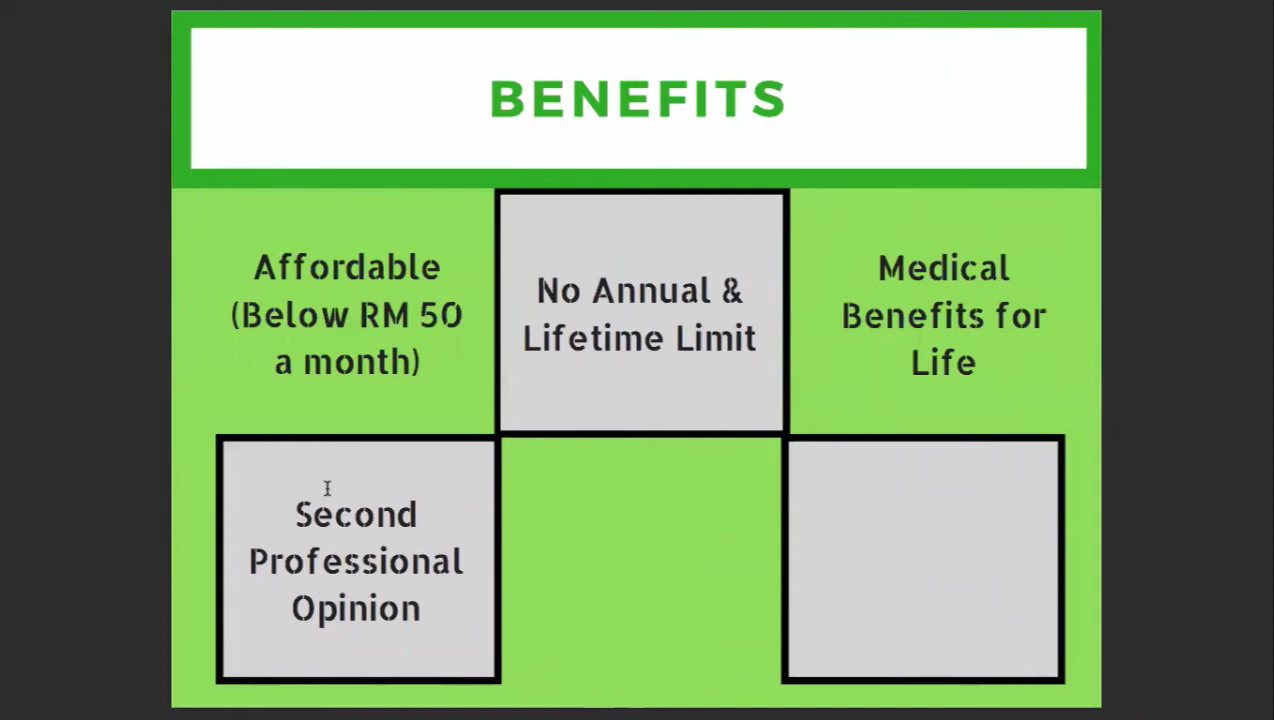 BENEFITS
Affordable
(Below RM 50
a month)
No Annual &
Lifetime Limit
Medical
Benefits for
Life
Second
Professional
Opinion